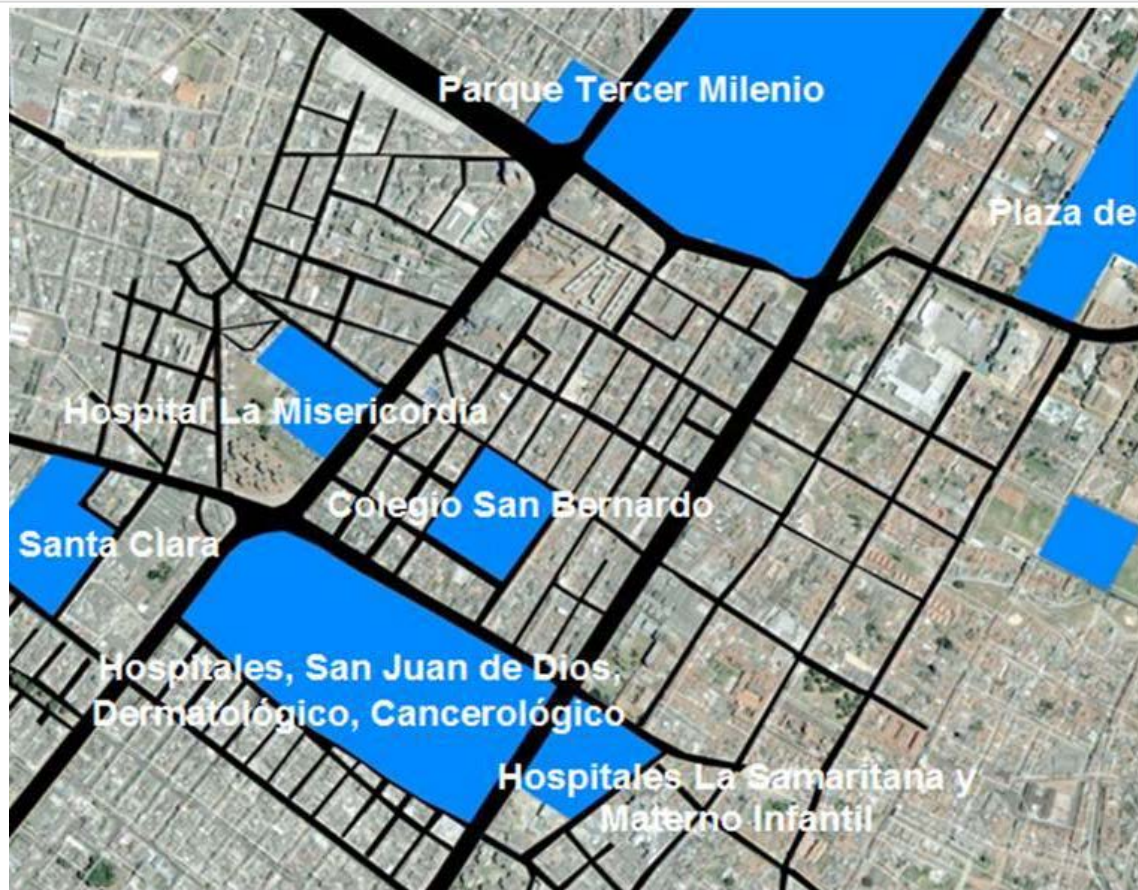 Parque Tercer Milenio
Plaza de
Hospital La Misericordia
Colegio San Bernardo
Santa Clara
Hospitales, San Juan de Dios,
Dermatológico, Cancerológico
Hospitales La Samaritana y
Materno Infantil